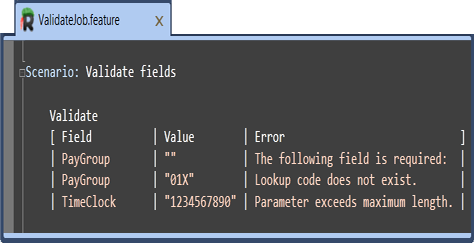 ValidateJob.feature x
Scenario: Validate fields
Validate
[ Field | Value | Error ]
| PayGroup | "" | The following field is required: |
| PayGroup | "01X" | Lookup code does not exist. |
| TimeClock | "1234567890" | Parameter exceeds maximum length. |